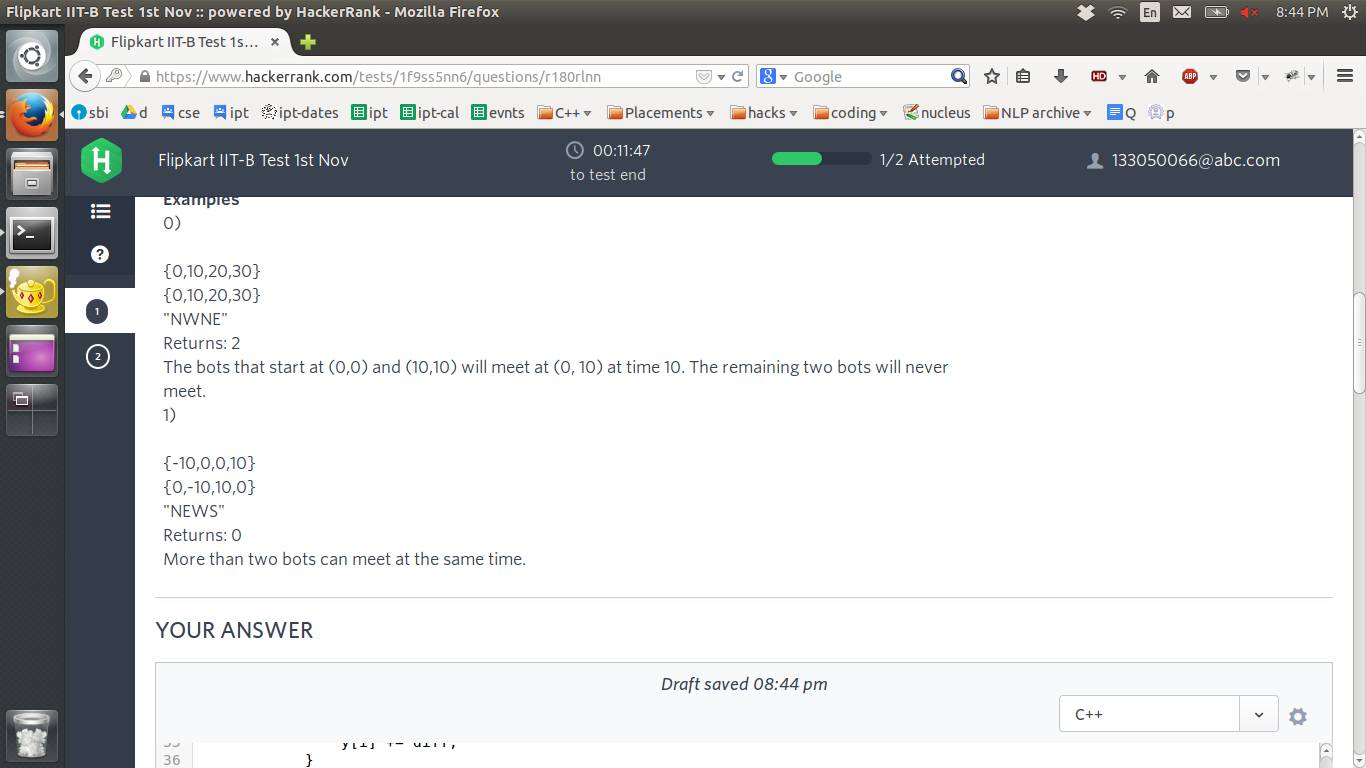 Flipkart IIT-B Test 1st Nov :: powered by HackerRank - Mozilla Firefox
En
8:44 PM
Flipkart IIT-B Test 1s...
https://www.hackerrank.com/tests/1f9ss5nn6/questions/r180rlnn
Google
HD
ABP
sbi
d
cse
ipt
ipt-dates
ipt
ipt-cal
evnts
C++
Placements
hacks
coding
nucleus
NLP archive
Q
p
H
Flipkart IIT-B Test 1st Nov
00:11:47
to test end
1/2 Attempted
133050066@abc.com
Examples
0)
{0,10,20,30}
{0,10,20,30}
"NWNE"
Returns: 2
The bots that start at (0,0) and (10,10) will meet at (0, 10) at time 10. The remaining two bots will never
meet.
1)
{-10,0,0,10}
{0,-10,10,0}
"NEWS"
Returns: 0
More than two bots can meet at the same time.
?
1
2
YOUR ANSWER
Draft saved 08:44 pm
C++
35 y[i] += diff;
36 }